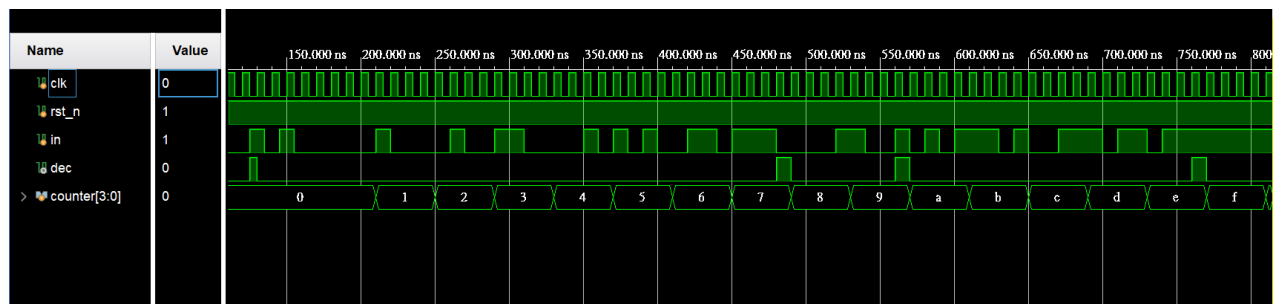 Name Value 150.000 ns 200.000 ns 250.000 ns 300.000 ns 350.000 ns 400.000 ns 450.000 ns 500.000 ns 550.000 ns 600.000 ns 650.000 ns 700.000 ns 750.000 ns 800
clk 0
rst_n 1
in 1
dec 0
counter[3:0] 0 0 1 2 3 4 5 6 7 8 9 a b c d e f